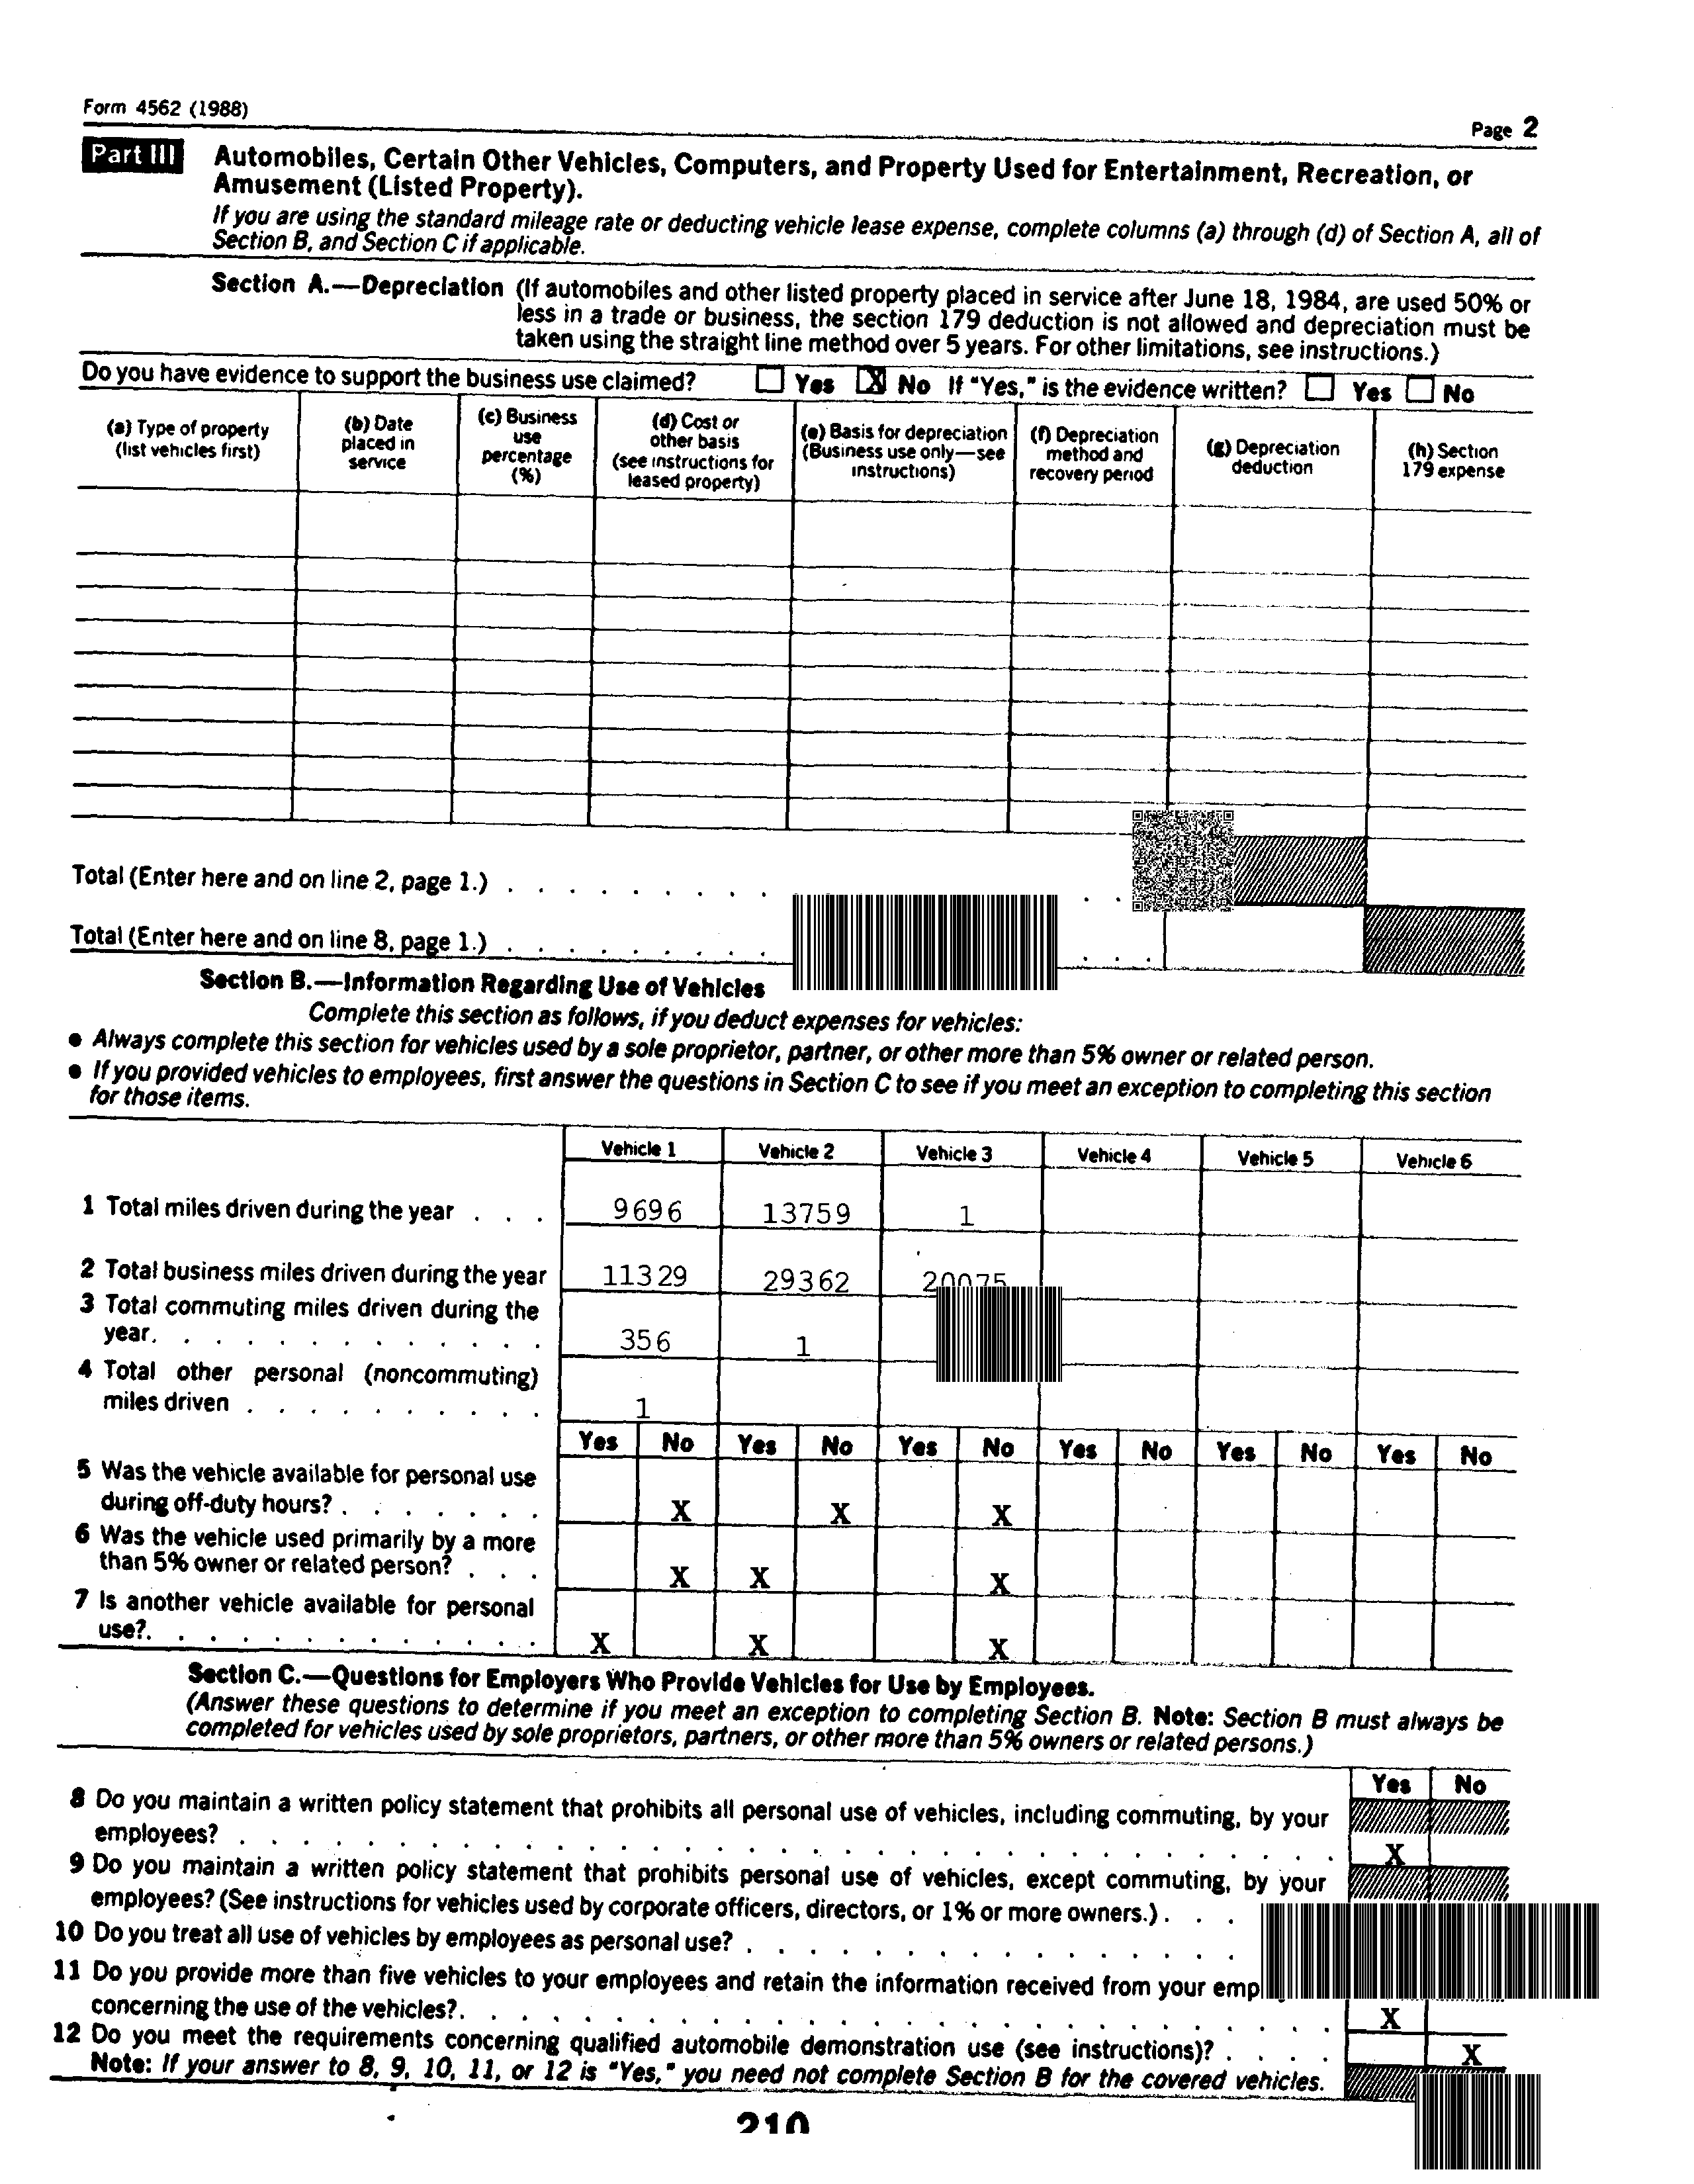 Form 4562 (1988)
Page 2
Part III Automobiles, Certain Other Vehicles, Computers, and Property Used for Entertainment, Recreation, or
Amusement (Listed Property).
If you are using the standard mileage rate or deducting vehicle lease expense, complete columns (a) through (d) of Section A, all of
Section B, and Section C if applicable.
Section A.—Depreciation (If automobiles and other listed property placed in service after June 18, 1984, are used 50% or
less in a trade or business, the section 179 deduction is not allowed and depreciation must be
taken using the straight line method over 5 years. For other limitations, see instructions.)
Do you have evidence to support the business use claimed? Yes X No If "Yes," is the evidence written? Yes No
(a) Type of property
(list vehicles first)
(b) Date
placed in
service
(c) Business
use
percentage
(%)
(d) Cost or
other basis
(see instructions for
leased property)
(e) Basis for depreciation
(Business use only—see
instructions)
(f) Depreciation
method and
recovery period
(g) Depreciation
deduction
(h) Section
179 expense
Total (Enter here and on line 2, page 1.) . . . . . . . . . . .
Total (Enter here and on line 8, page 1.) . . . . . . . . . . . .
Section B.—Information Regarding Use of Vehicles
Complete this section as follows, if you deduct expenses for vehicles:
● Always complete this section for vehicles used by a sole proprietor, partner, or other more than 5% owner or related person.
● If you provided vehicles to employees, first answer the questions in Section C to see if you meet an exception to completing this section
for those items.
Vehicle 1 Vehicle 2 Vehicle 3 Vehicle 4 Vehicle 5 Vehicle 6
1 Total miles driven during the year . . . 9696 13759 1
2 Total business miles driven during the year 11329 29362 20075
3 Total commuting miles driven during the
year. . . . . . . . . . . . . 356 1
4 Total other personal (noncommuting)
miles driven . . . . . . . . . . 1
Yes No Yes No Yes No Yes No Yes No Yes No
5 Was the vehicle available for personal use
during off-duty hours? . . . . . . . X X X
6 Was the vehicle used primarily by a more
than 5% owner or related person? . . . X X X
7 Is another vehicle available for personal
use?. . . . . . . . . . . . . X X X
Section C.—Questions for Employers Who Provide Vehicles for Use by Employees.
(Answer these questions to determine if you meet an exception to completing Section B. Note: Section B must always be
completed for vehicles used by sole proprietors, partners, or other more than 5% owners or related persons.)
Yes No
8 Do you maintain a written policy statement that prohibits all personal use of vehicles, including commuting, by your
employees? . . . . . . . . . . . . . . . . . . . . . . . . . . . . X
9 Do you maintain a written policy statement that prohibits personal use of vehicles, except commuting, by your
employees? (See instructions for vehicles used by corporate officers, directors, or 1% or more owners.) . . .
10 Do you treat all use of vehicles by employees as personal use? . . . . . . . . . . . . . . . .
11 Do you provide more than five vehicles to your employees and retain the information received from your emp
concerning the use of the vehicles?. . . . . . . . . . . . . . . . . . . . . . . . . . . . X
12 Do you meet the requirements concerning qualified automobile demonstration use (see instructions)? . . . . X
Note: If your answer to 8, 9, 10, 11, or 12 is "Yes," you need not complete Section B for the covered vehicles.
210